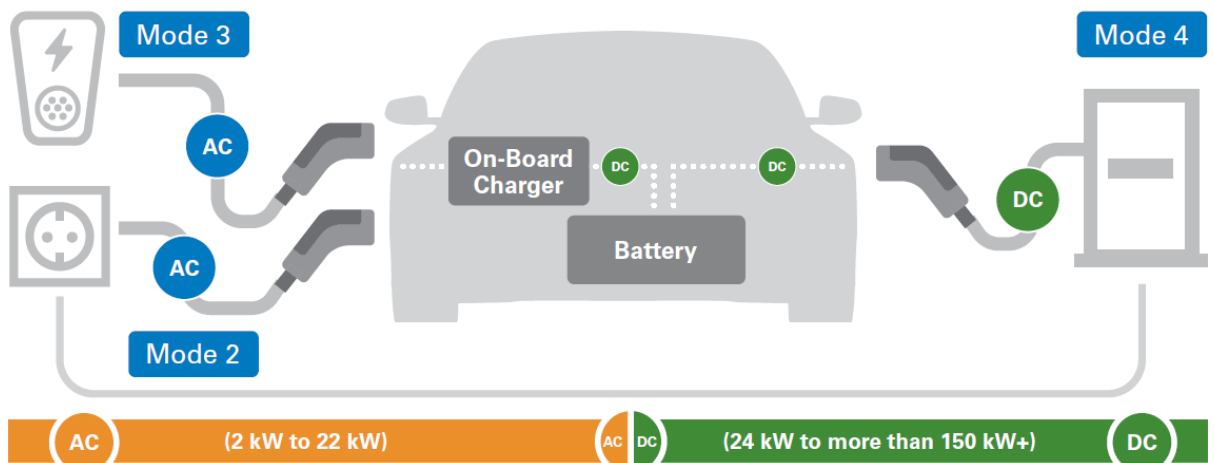 Mode 3
Mode 4
AC
On-Board
Charger
DC
DC
DC
Battery
AC
Mode 2
AC
(2 kW to 22 kW)
AC
DC
(24 kW to more than 150 kW+)
DC